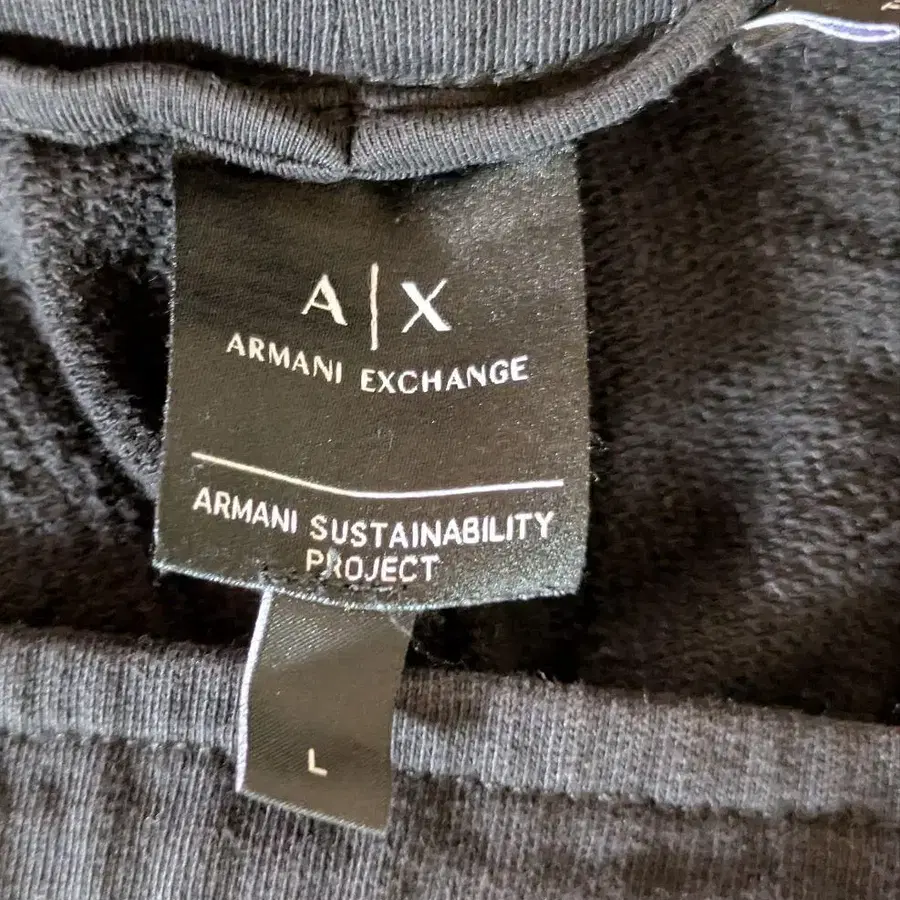 A|X
ARMANI EXCHANGE
ARMANI SUSTAINABILITY
PROJECT
L